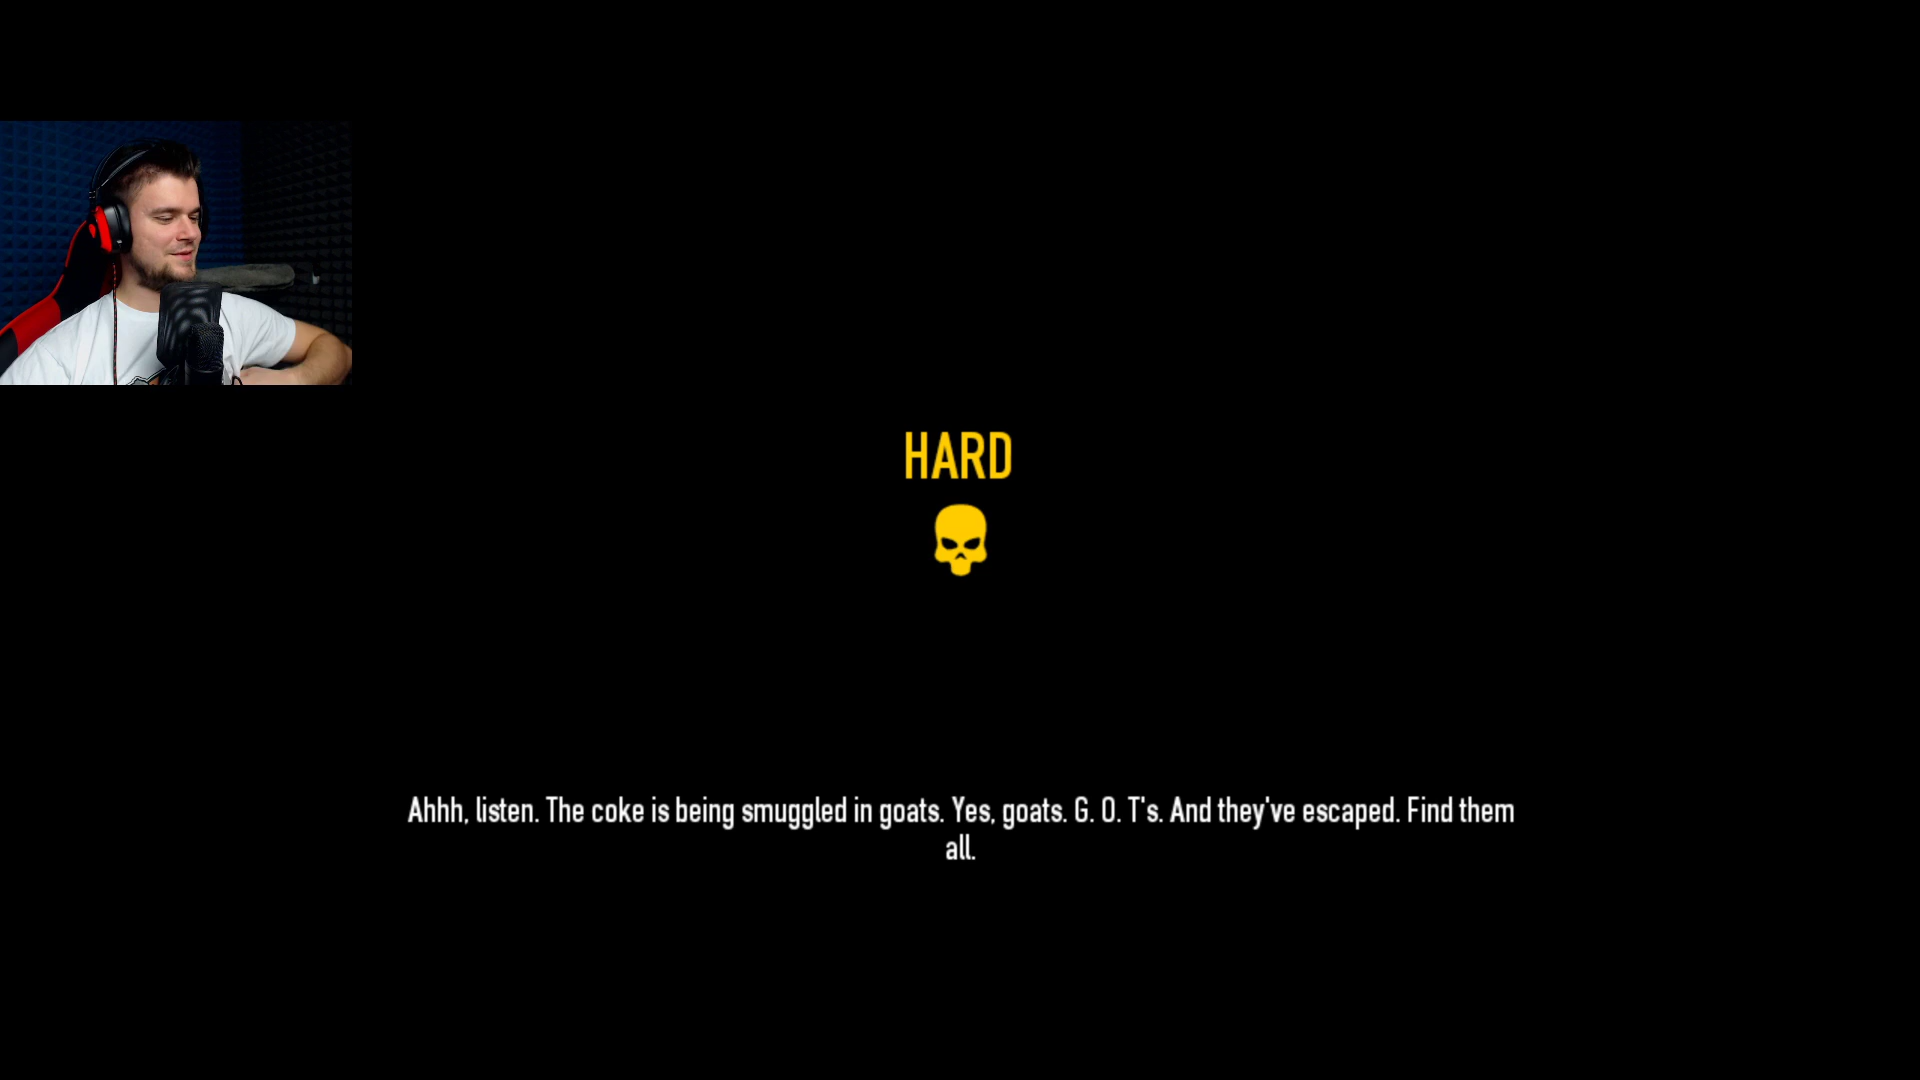 HARD
Ahhh, listen. The coke is being smuggled in goats. Yes, goats. G. O. T's. And they've escaped. Find them
all.